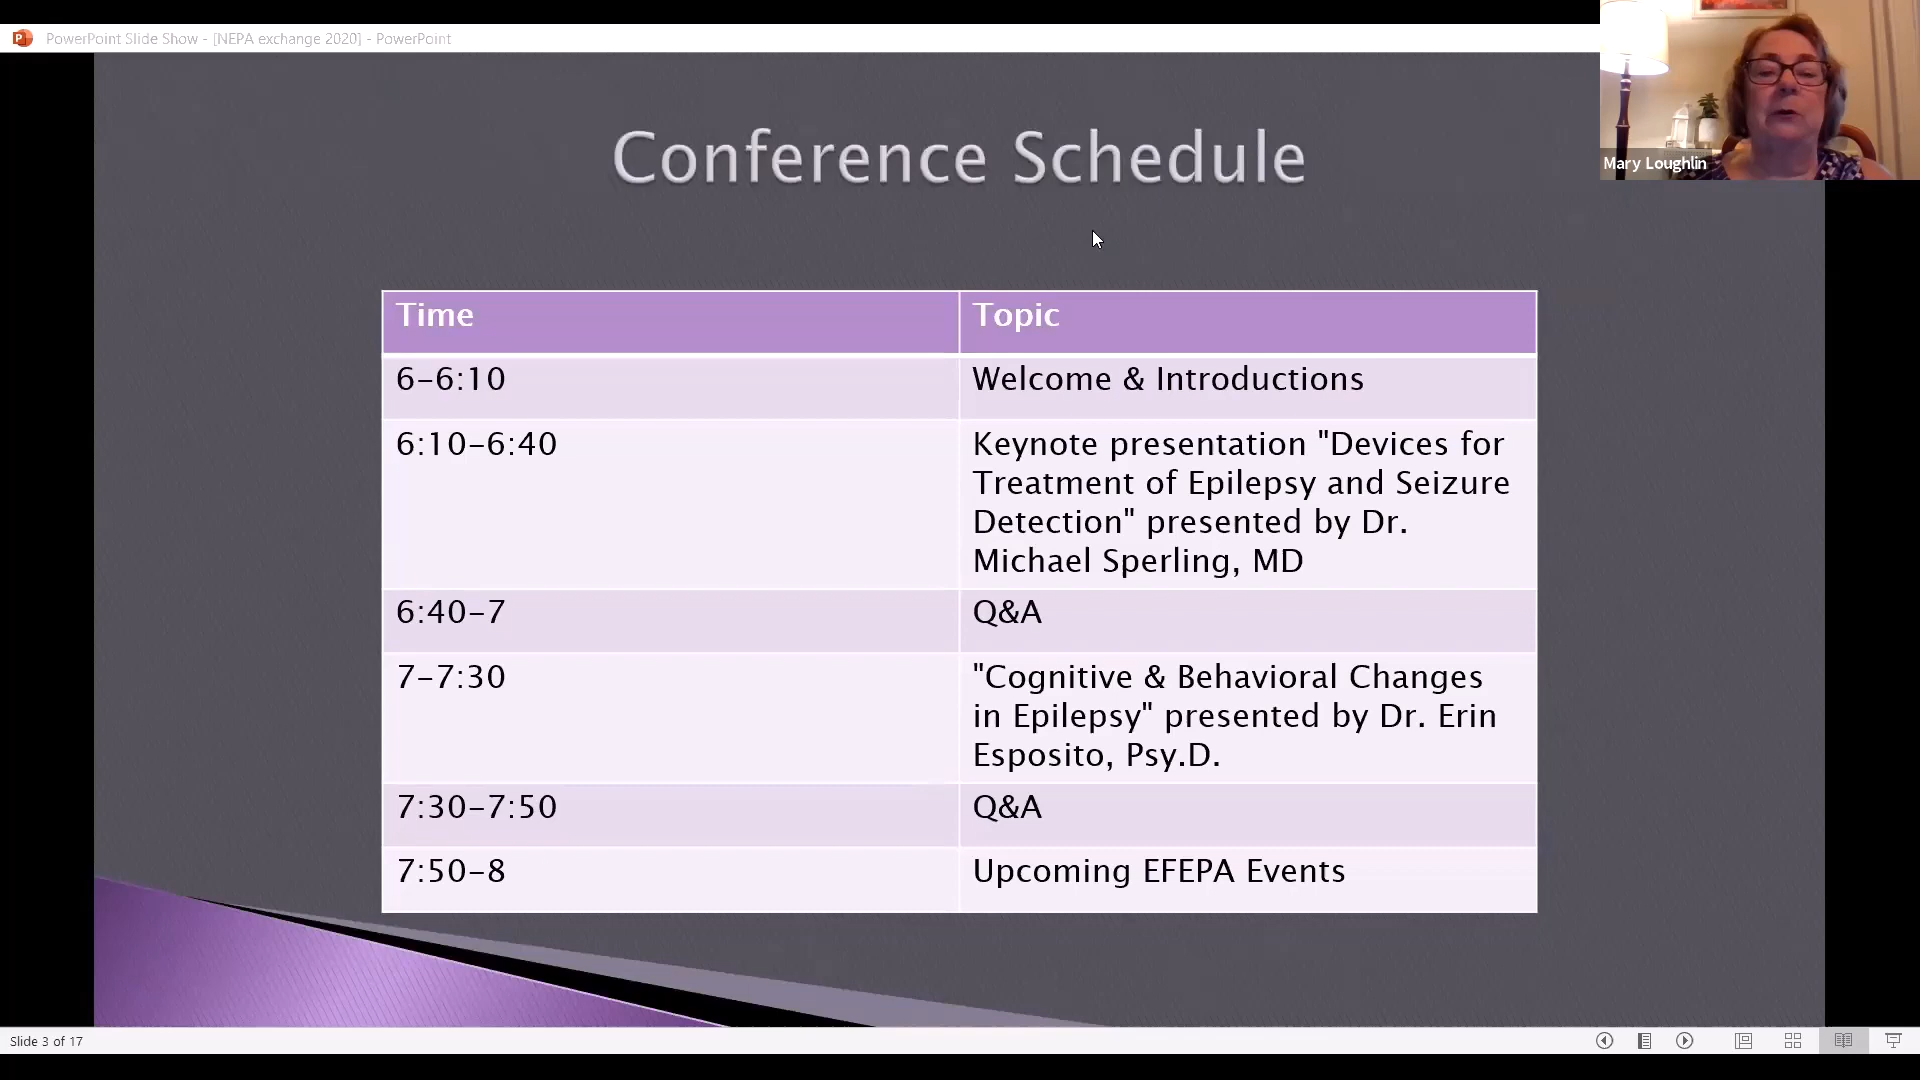 PowerPoint Slide Show - [NEPA exchange 2020] - PowerPoint
Mary Loughlin
Conference Schedule
Time
Topic
6-6:10
Welcome & Introductions
6:10-6:40
Keynote presentation "Devices for
Treatment of Epilepsy and Seizure
Detection" presented by Dr.
Michael Sperling, MD
6:40-7
Q&A
7-7:30
"Cognitive & Behavioral Changes
in Epilepsy" presented by Dr. Erin
Esposito, Psy.D.
7:30-7:50
Q&A
7:50-8
Upcoming EFEPA Events
Slide 3 of 17